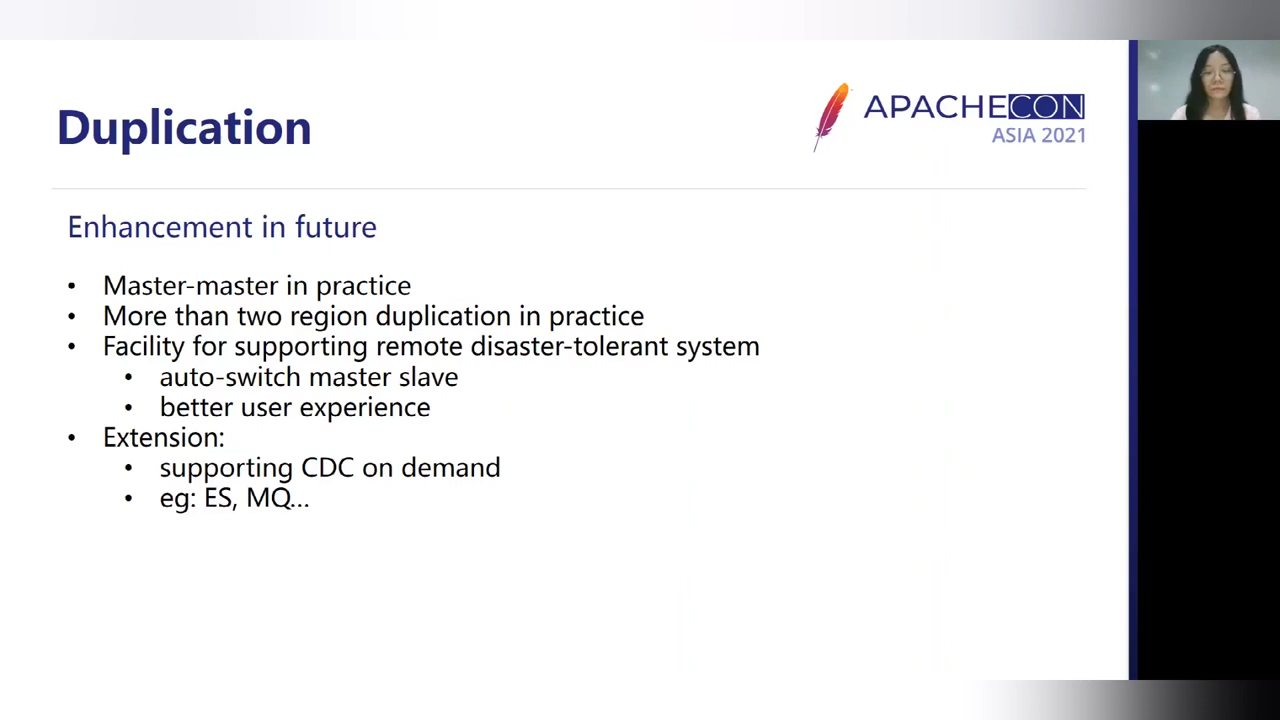 Duplication
APACHECON
ASIA 2021
Enhancement in future
• Master-master in practice
• More than two region duplication in practice
• Facility for supporting remote disaster-tolerant system
• auto-switch master slave
• better user experience
• Extension:
• supporting CDC on demand
• eg: ES, MQ...